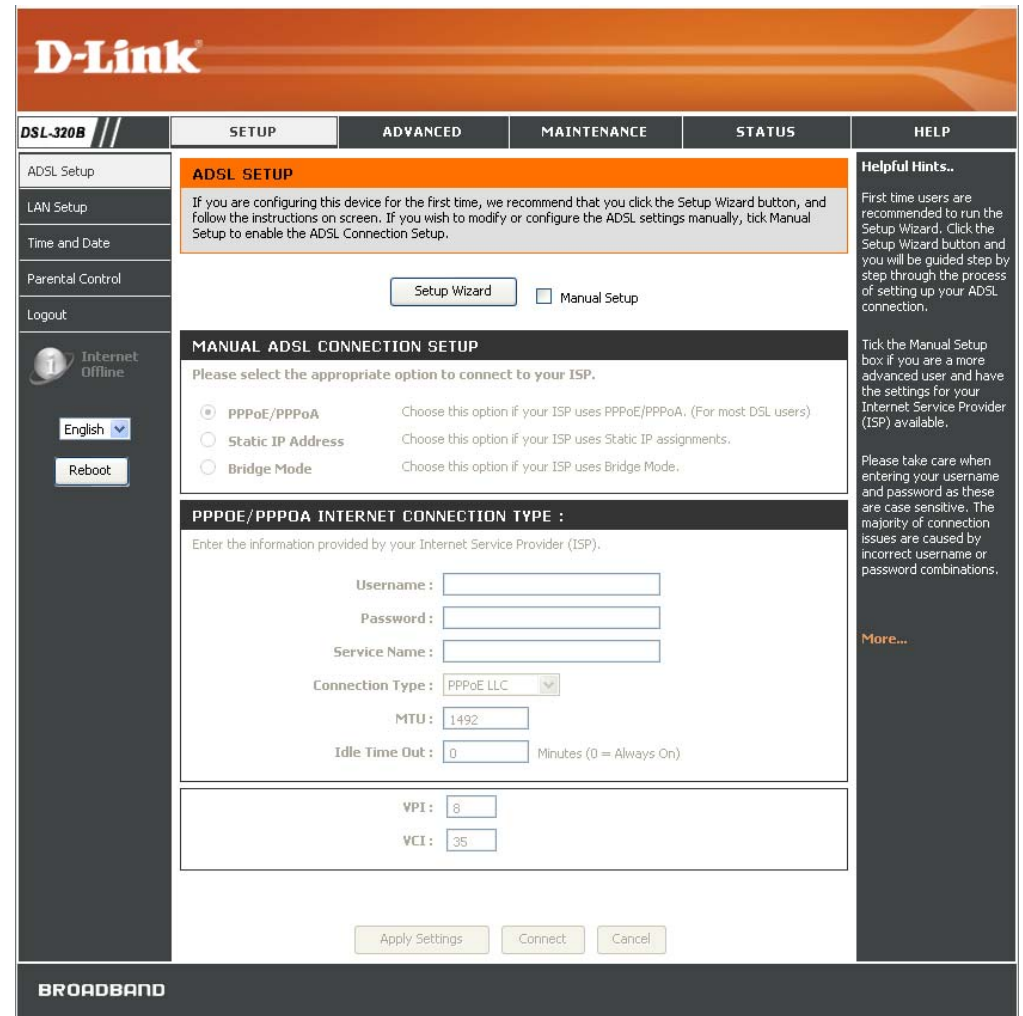 D-Link
DSL-320B
SETUP
ADVANCED
MAINTENANCE
STATUS
HELP
ADSL Setup
LAN Setup
Time and Date
Parental Control
Logout
Internet
Offline
English
Reboot
ADSL SETUP
If you are configuring this device for the first time, we recommend that you click the Setup Wizard button, and
follow the instructions on screen. If you wish to modify or configure the ADSL settings manually, tick Manual
Setup to enable the ADSL Connection Setup.
Setup Wizard
Manual Setup
MANUAL ADSL CONNECTION SETUP
Please select the appropriate option to connect to your ISP.
PPPoE/PPPoA Choose this option if your ISP uses PPPoE/PPPoA. (For most DSL users)
Static IP Address Choose this option if your ISP uses Static IP assignments.
Bridge Mode Choose this option if your ISP uses Bridge Mode.
PPPOE/PPPOA INTERNET CONNECTION TYPE :
Enter the information provided by your Internet Service Provider (ISP).
Username :
Password :
Service Name :
Connection Type : PPPoE LLC
MTU : 1492
Idle Time Out : 0 Minutes (0 = Always On)
VPI : 8
VCI : 35
Apply Settings
Connect
Cancel
Helpful Hints..
First time users are
recommended to run the
Setup Wizard. Click the
Setup Wizard button and
you will be guided step by
step through the process
of setting up your ADSL
connection.
Tick the Manual Setup
box if you are a more
advanced user and have
the settings for your
Internet Service Provider
(ISP) available.
Please take care when
entering your username
and password as these
are case sensitive. The
majority of connection
issues are caused by
incorrect username or
password combinations.
More...
BROADBAND